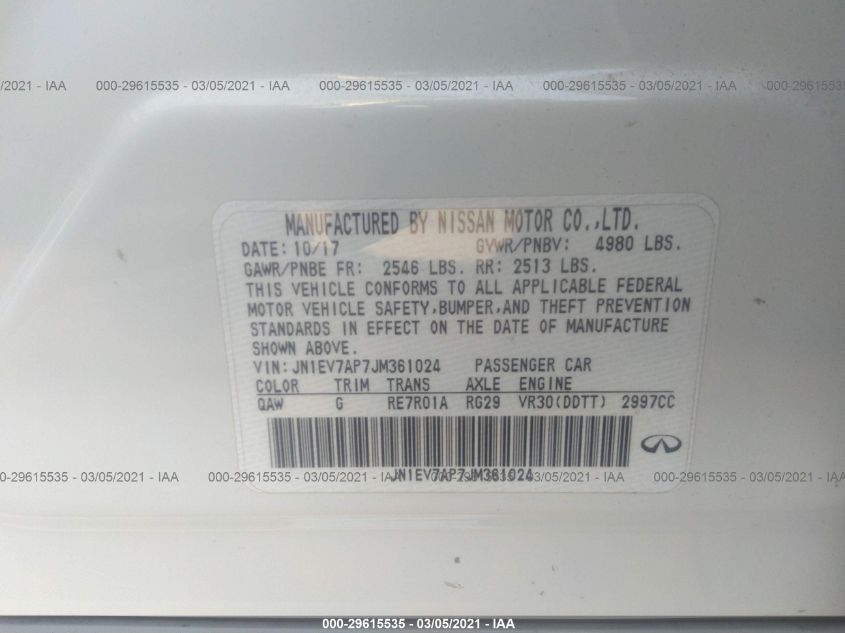 /2021 - IAA 000-29615535 - 03/05/2021 - IAA 000-29615535 - 03/05/2021 - IAA 000-29615535 - 03/05/2021 - IAA
MANUFACTURED BY NISSAN MOTOR CO.,LTD.
DATE: 10/17 GVWR/PNBV: 4980 LBS.
GAWR/PNBE FR: 2546 LBS. RR: 2513 LBS.
THIS VEHICLE CONFORMS TO ALL APPLICABLE FEDERAL
MOTOR VEHICLE SAFETY,BUMPER,AND THEFT PREVENTION
STANDARDS IN EFFECT ON THE DATE OF MANUFACTURE
SHOWN ABOVE.
VIN: JN1EV7AP7JM361024 PASSENGER CAR
COLOR TRIM TRANS AXLE ENGINE
QAW G RE7R01A RG29 VR30(DDTT) 2997CC
JN1EV7AP7JM361024
000-29615535 - 03/05/2021 - IAA 000-29615535 - 03/05/2021 - IAA 000-29615535 - 03/05/2021 - IAA 000-29615535 - 03/05/2021
000-29615535 - 03/05/2021 - IAA